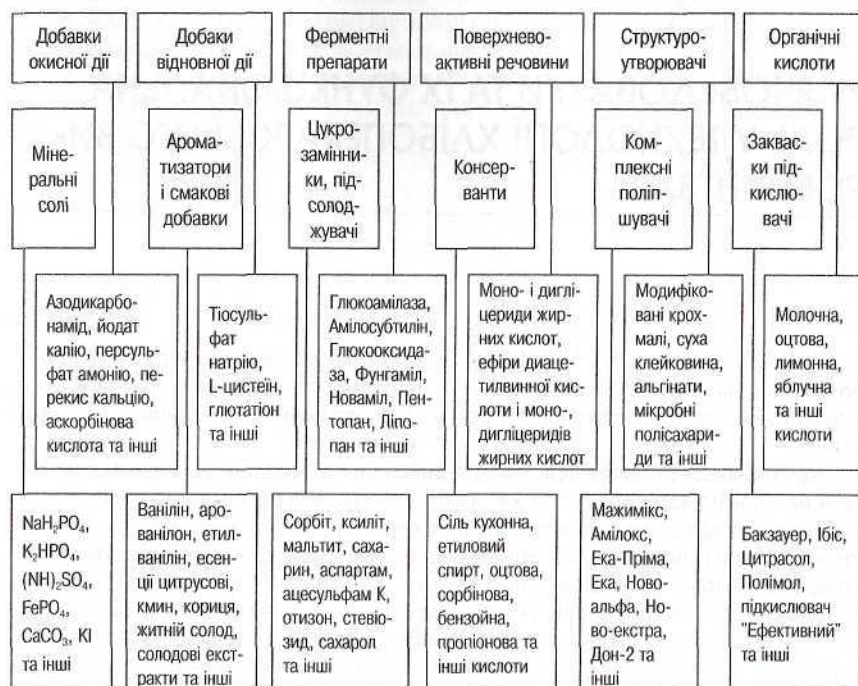 Добавки
окисної дії
Добаки
відновної дії
Ферментні
препарати
Поверхнево-
активні речовини
Структуро-
утворювачі
Органічні
кислоти
Міне-
ральні
солі
Арома-
тизатори
і смакові
добавки
Цукро-
замінни-
ки, під-
солод-
жувачі
Консер-
ванти
Ком-
плексні
поліп-
шувачі
Заквас-
ки під-
кислю-
вачі
Азодикарбо-
намід, йодат
калію, персуль-
фат амонію, пе-
рекис кальцію,
аскорбінова
кислота та інші
Тіосуль-
фат
натрію,
L-цистеїн,
глютатіон
та інші
Глюкоамілаза,
Амілосубтилін,
Глюкооксида-
за, Фунгаміл,
Новаміл, Пен-
топан, Ліпо-
пан та інші
Моно- і диглі-
цериди жир-
них кислот,
ефіри диаце-
тилвинної кис-
лоти і моно-,
дигліцеридів
жирних кислот
Модифіко-
вані крох-
малі, суха
клейковина,
альгінати,
мікробні
полісахари-
ди та інші
Молочна,
оцтова,
лимонна,
яблучна
та інші
кислоти
NaH₂PO₄,
K₂HPO₄,
(NH)₂SO₄,
FePO₄,
CaCO₃, KI
та інші
Ванілін, аро-
ванілон, етил-
ванілін, есен-
ції цитрусові,
кмин, кориця,
житній солод,
солодові екст-
ракти та інші
Сорбіт, ксиліт,
мальтит, саха-
рин, аспартам,
ацесульфам К,
отизон, стевіо-
зид, сахарол
та інші
Сіль кухонна,
етиловий
спирт, оцтова,
сорбінова,
бензойна,
пропіонова та
інші кислоти
Мажимікс,
Амілокс,
Ека-Пріма,
Ека, Ново-
альфа, Но-
во-екстра,
Дон-2 та
інші
Бакзауер, Ібіс,
Цитрасол,
Полімол,
підкислювач
"Ефективний"
та інші